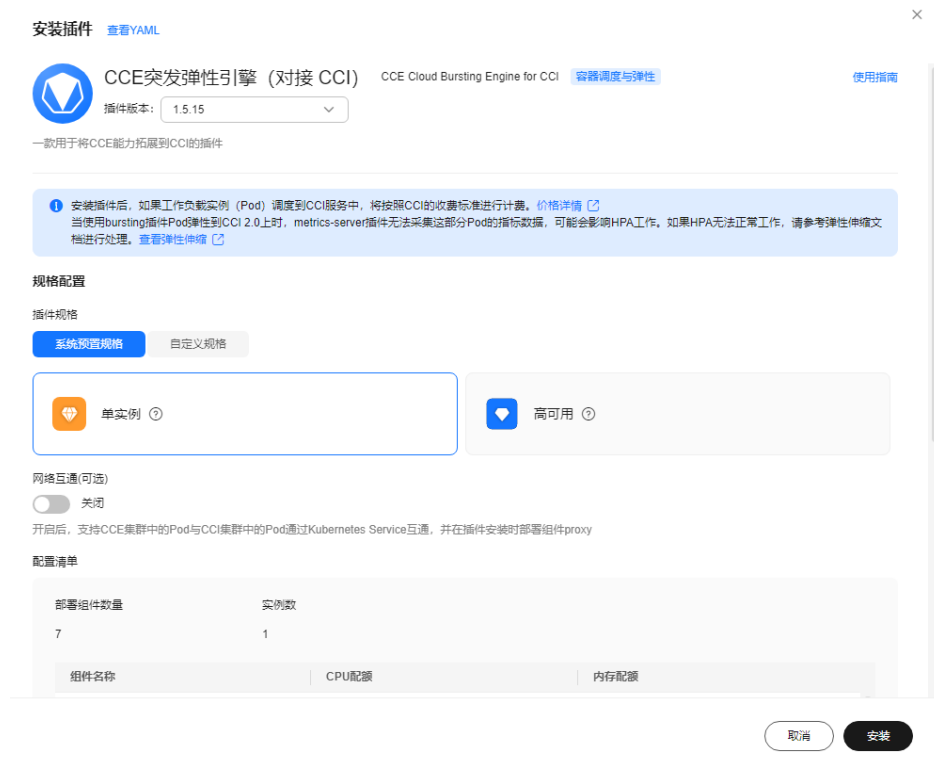 安装插件 查看YAML
CCE突发弹性引擎（对接 CCI） CCE Cloud Bursting Engine for CCI 容器调度与弹性 使用指南
插件版本： 1.5.15
一款用于将CCE能力拓展到CCI的插件
安装插件后，如果工作负载实例（Pod）调度到CCI服务中，将按照CCI的收费标准进行计费。价格详情
当使用bursting插件Pod弹性到CCI 2.0上时，metrics-server插件无法采集这部分Pod的指标数据，可能会影响HPA工作。如果HPA无法正常工作，请参考弹性伸缩文
档进行处理。查看弹性伸缩
规格配置
插件规格
系统预置规格 自定义规格
单实例 高可用
网络互通(可选)
关闭
开启后，支持CCE集群中的Pod与CCI集群中的Pod通过Kubernetes Service互通，并在插件安装时部署组件proxy
配置清单
部署组件数量 实例数
7 1
组件名称 CPU配额 内存配额
取消 安装